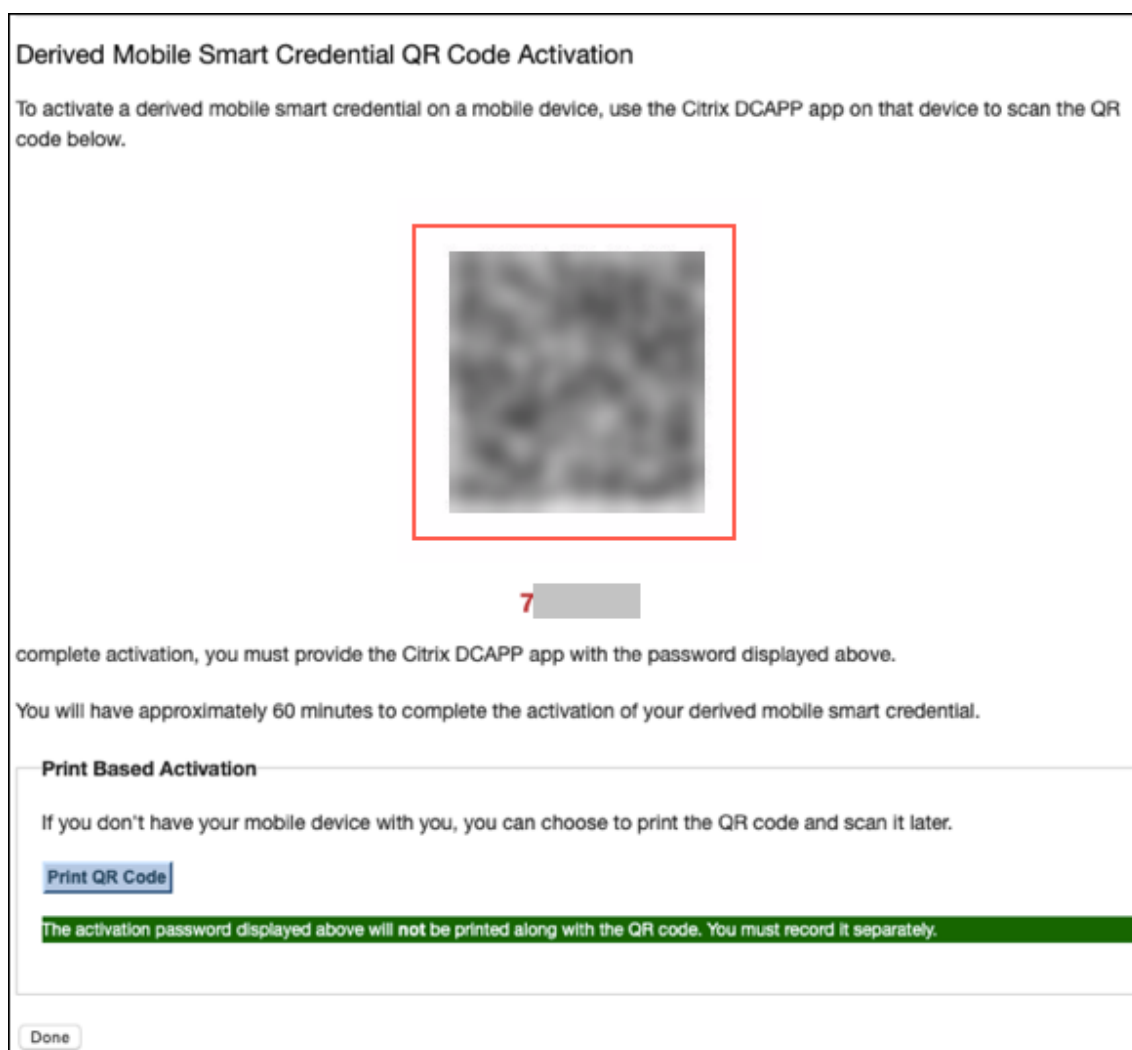 Derived Mobile Smart Credential QR Code Activation
To activate a derived mobile smart credential on a mobile device, use the Citrix DCAPP app on that device to scan the QR
code below.
7
complete activation, you must provide the Citrix DCAPP app with the password displayed above.
You will have approximately 60 minutes to complete the activation of your derived mobile smart credential.
Print Based Activation
If you don't have your mobile device with you, you can choose to print the QR code and scan it later.
Print QR Code
The activation password displayed above will not be printed along with the QR code. You must record it separately.
Done